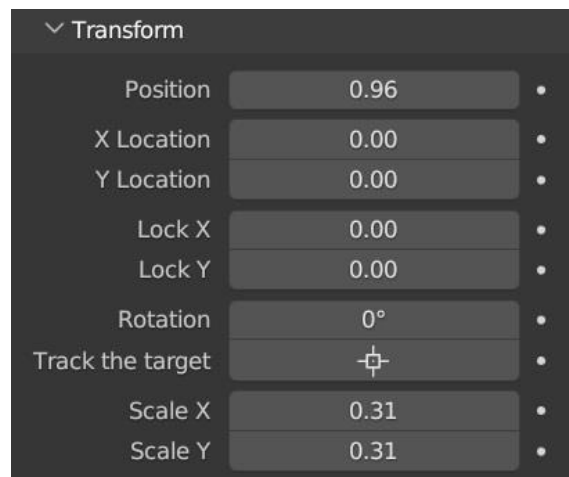 Transform
Position 0.96
X Location 0.00
Y Location 0.00
Lock X 0.00
Lock Y 0.00
Rotation 0°
Track the target
Scale X 0.31
Scale Y 0.31